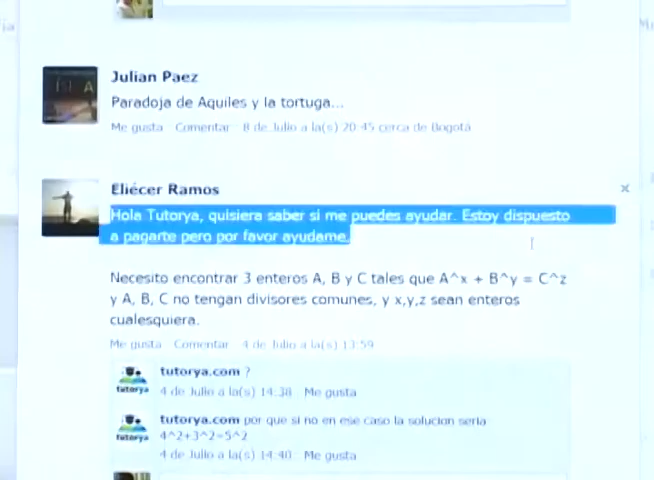 Julian Paez
Paradoja de Aquiles y la tortuga...
Me gusta · Comentar · 8 de Julio a la(s) 20:45 cerca de Bogotá
Eliécer Ramos
Hola Tutorya, quisiera saber si me puedes ayudar. Estoy dispuesto
a pagarte pero por favor ayudame.
Necesito encontrar 3 enteros A, B y C tales que A^x + B^y = C^z
y A, B, C no tengan divisores comunes, y x,y,z sean enteros
cualesquiera.
Me gusta · Comentar · 4 de Julio a la(s) 13:59
tutorya.com ?
tutorya
4 de Julio a la(s) 14:38 · Me gusta
tutorya.com por que si no en ese caso la solucion seria
4^2+3^2=5^2
tutorya
4 de Julio a la(s) 14:40 · Me gusta